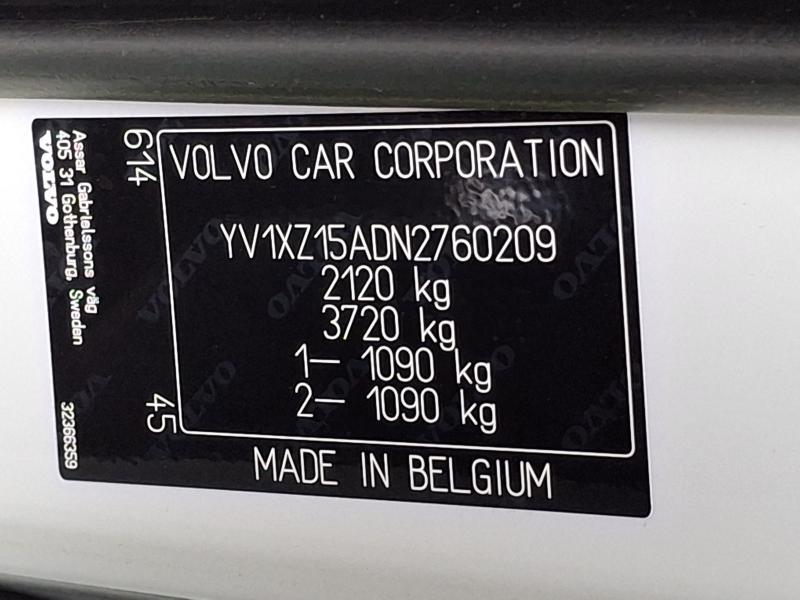 VOLVO CAR CORPORATION
YV1XZ15ADN2760209
2120 kg
3720 kg
1— 1090 kg
2— 1090 kg
MADE IN BELGIUM
614
45
Assar Gabrielssons väg
405 31 Gothenburg, Sweden
VOLVO
32366359